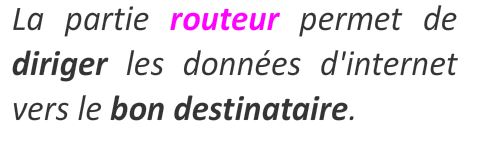 La partie routeur permet de
diriger les données d'internet
vers le bon destinataire.